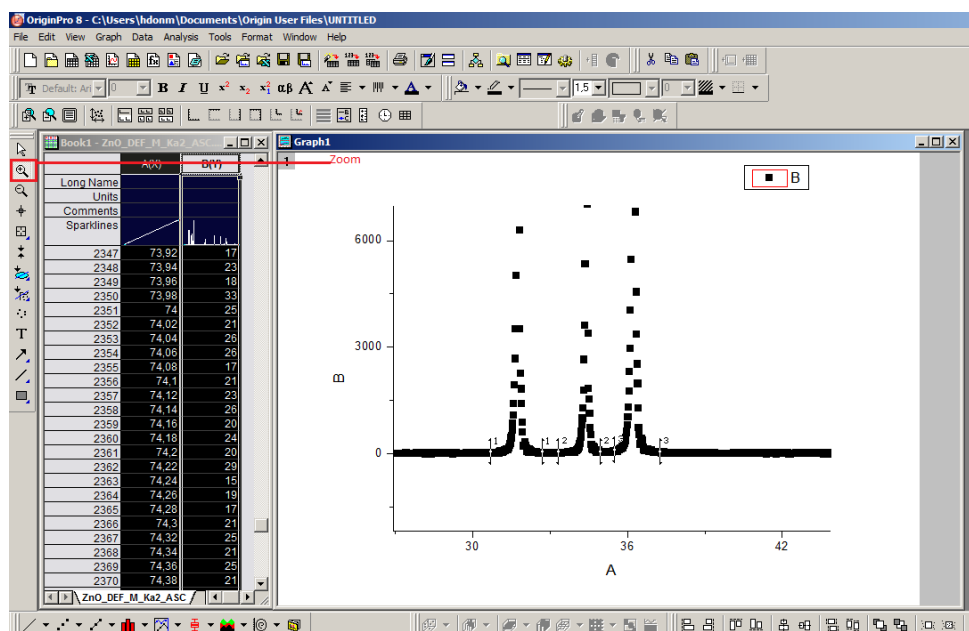 OriginPro 8 - C:\Users\hdonm\Documents\Origin User Files\UNTITLED
File Edit View Graph Data Analysis Tools Format Window Help
Default: Ari 0 B I U αβ A A 1,5 0
Book1 - ZnO_DEF_M_Ka2_ASC...
A(X) B(Y)
Long Name
Units
Comments
Sparklines
2347 73,92 17
2348 73,94 23
2349 73,96 18
2350 73,98 33
2351 74 25
2352 74,02 21
2353 74,04 26
2354 74,06 26
2355 74,08 17
2356 74,1 21
2357 74,12 23
2358 74,14 26
2359 74,16 20
2360 74,18 24
2361 74,2 20
2362 74,22 29
2363 74,24 15
2364 74,26 19
2365 74,28 17
2366 74,3 21
2367 74,32 25
2368 74,34 21
2369 74,36 25
2370 74,38 21
ZnO_DEF_M_Ka2_ASC
Graph1
1
Zoom
B
6000
3000
0
B
1 1 2 2 3 3
30 36 42
A